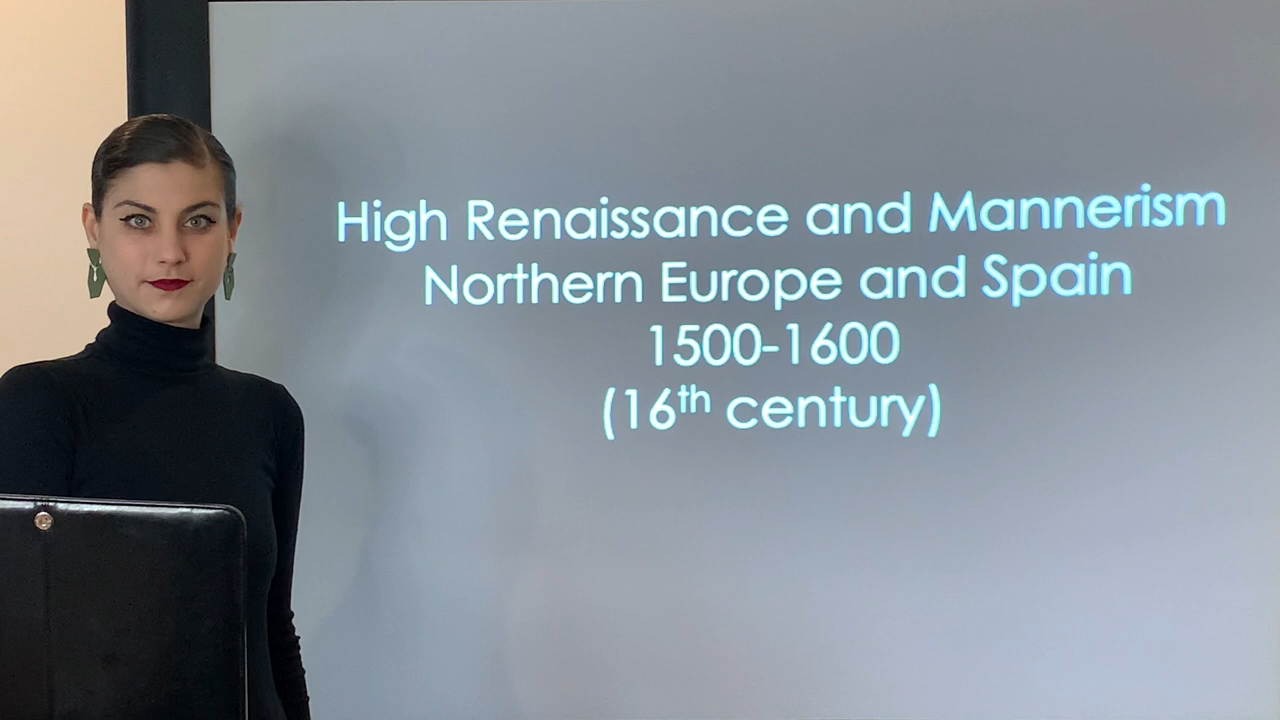 High Renaissance and Mannerism
Northern Europe and Spain
1500-1600
(16th century)